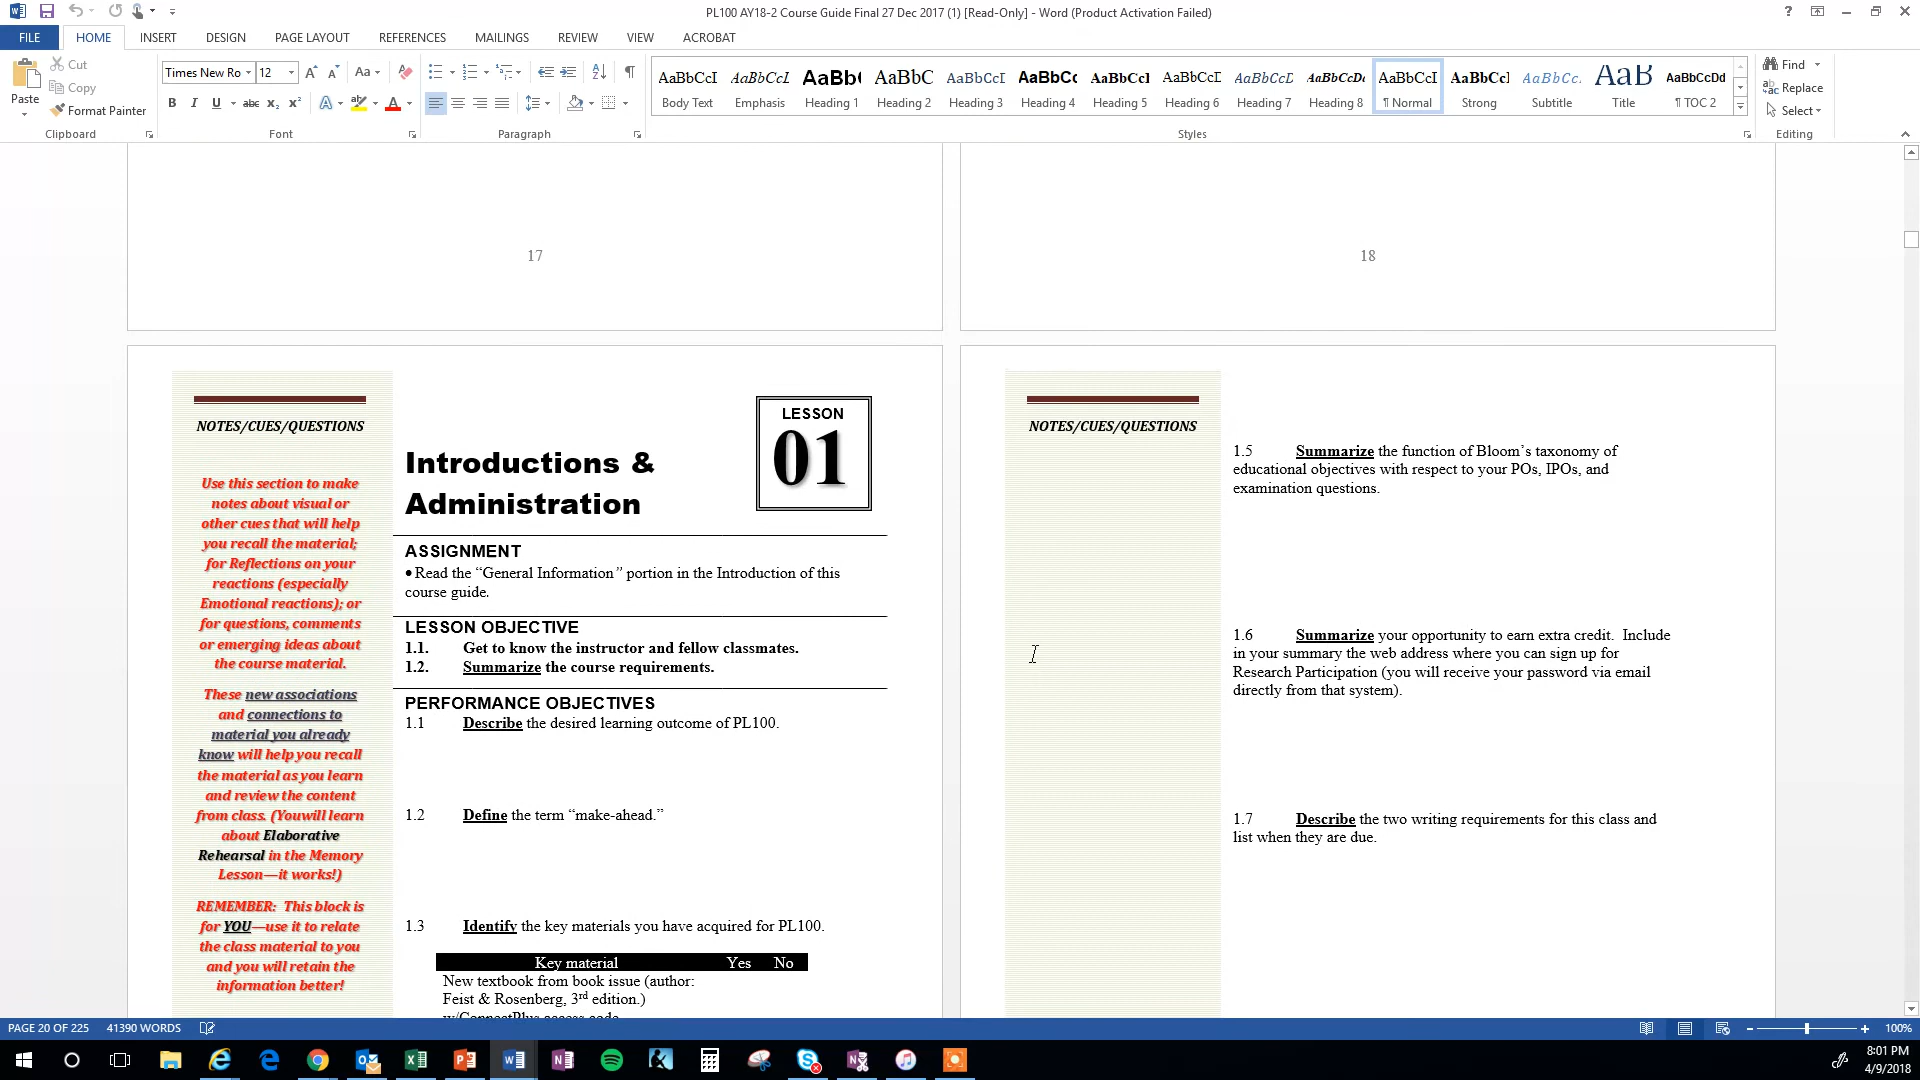 PL100 AY18-2 Course Guide Final 27 Dec 2017 (1) [Read-Only] - Word (Product Activation Failed)
FILE HOME INSERT DESIGN PAGE LAYOUT REFERENCES MAILINGS REVIEW VIEW ACROBAT
Paste
Cut
Copy
Format Painter
Clipboard
Times New Ro 12
Font
Paragraph
AaBbCcI AaBbCcL AaBb( AaBbC AaBbCcI AaBbCc AaBbCcI AaBbCcD AaBbCcD AaBbCcDc AaBbCcI AaBbCcI AaBbCc. AaB AaBbCcDd
Body Text Emphasis Heading 1 Heading 2 Heading 3 Heading 4 Heading 5 Heading 6 Heading 7 Heading 8 ¶ Normal Strong Subtitle Title ¶ TOC 2
Styles
Find
Replace
Select
Editing
17
18
NOTES/CUES/QUESTIONS
Use this section to make
notes about visual or
other cues that will help
you recall the material;
for Reflections on your
reactions (especially
Emotional reactions); or
for questions, comments
or emerging ideas about
the course material.
These new associations
and connections to
material you already
know will help you recall
the material as you learn
and review the content
from class. (Youwill learn
about Elaborative
Rehearsal in the Memory
Lesson—it works!)
REMEMBER: This block is
for YOU—use it to relate
the class material to you
and you will retain the
information better!
LESSON
01
Introductions &
Administration
ASSIGNMENT
• Read the “General Information” portion in the Introduction of this
course guide.
LESSON OBJECTIVE
1.1. Get to know the instructor and fellow classmates.
1.2. Summarize the course requirements.
PERFORMANCE OBJECTIVES
1.1 Describe the desired learning outcome of PL100.
1.2 Define the term “make-ahead.”
1.3 Identify the key materials you have acquired for PL100.
Key material Yes No
New textbook from book issue (author:
Feist & Rosenberg, 3rd edition.)
w/ConnectPlus access code
NOTES/CUES/QUESTIONS
1.5 Summarize the function of Bloom’s taxonomy of
educational objectives with respect to your POs, IPOs, and
examination questions.
1.6 Summarize your opportunity to earn extra credit. Include
in your summary the web address where you can sign up for
Research Participation (you will receive your password via email
directly from that system).
1.7 Describe the two writing requirements for this class and
list when they are due.
PAGE 20 OF 225 41390 WORDS
100%
8:01 PM
4/9/2018